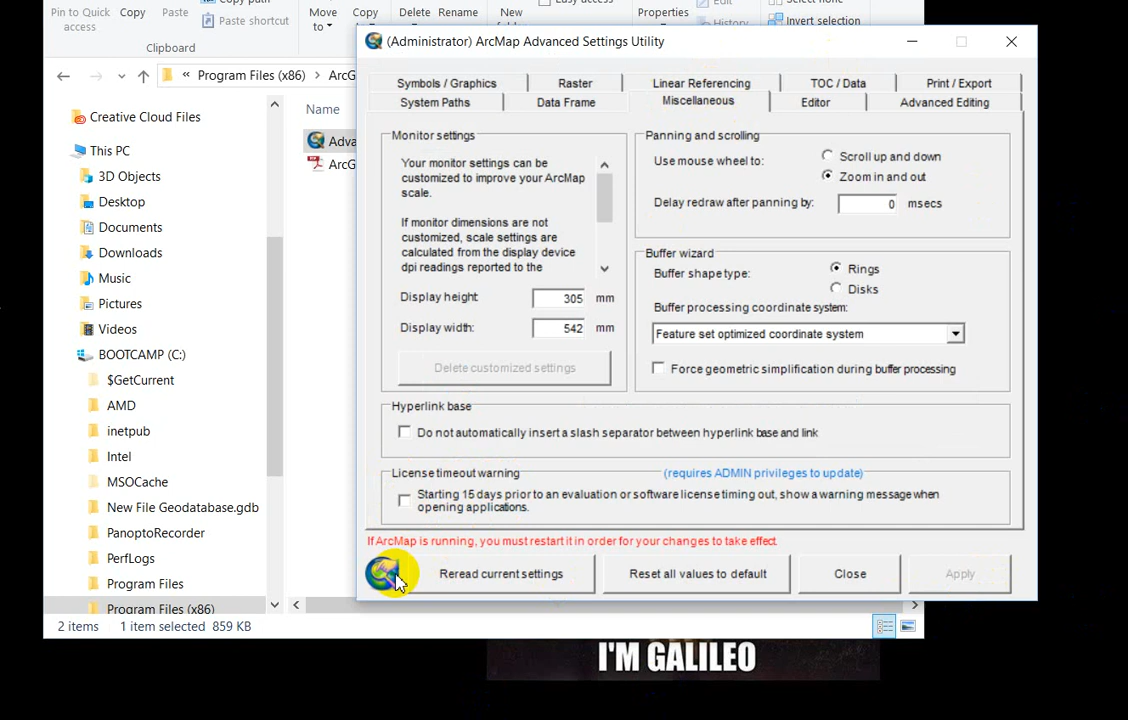 Copy path
Easy access
Select none
Pin to Quick access
Copy
Paste
Paste shortcut
Move to
Copy to
Delete
Rename
New
Properties
Edit
History
Invert selection
Clipboard
« Program Files (x86) > ArcG
Name
Creative Cloud Files
This PC
3D Objects
Desktop
Documents
Downloads
Music
Pictures
Videos
BOOTCAMP (C:)
$GetCurrent
AMD
inetpub
Intel
MSOCache
New File Geodatabase.gdb
PanoptoRecorder
PerfLogs
Program Files
Program Files (x86)
Adva
ArcG
2 items 1 item selected 859 KB
(Administrator) ArcMap Advanced Settings Utility
Symbols / Graphics Raster Linear Referencing TOC / Data Print / Export
System Paths Data Frame Miscellaneous Editor Advanced Editing
Monitor settings
Your monitor settings can be
customized to improve your ArcMap
scale.
If monitor dimensions are not
customized, scale settings are
calculated from the display device
dpi readings reported to the
Display height: 305 mm
Display width: 542 mm
Delete customized settings
Panning and scrolling
Use mouse wheel to: Scroll up and down
Zoom in and out
Delay redraw after panning by: 0 msecs
Buffer wizard
Buffer shape type: Rings
Disks
Buffer processing coordinate system:
Feature set optimized coordinate system
Force geometric simplification during buffer processing
Hyperlink base
Do not automatically insert a slash separator between hyperlink base and link
License timeout warning (requires ADMIN privileges to update)
Starting 15 days prior to an evaluation or software license timing out, show a warning message when
opening applications.
If ArcMap is running, you must restart it in order for your changes to take effect.
Reread current settings Reset all values to default Close Apply
I'M GALILEO